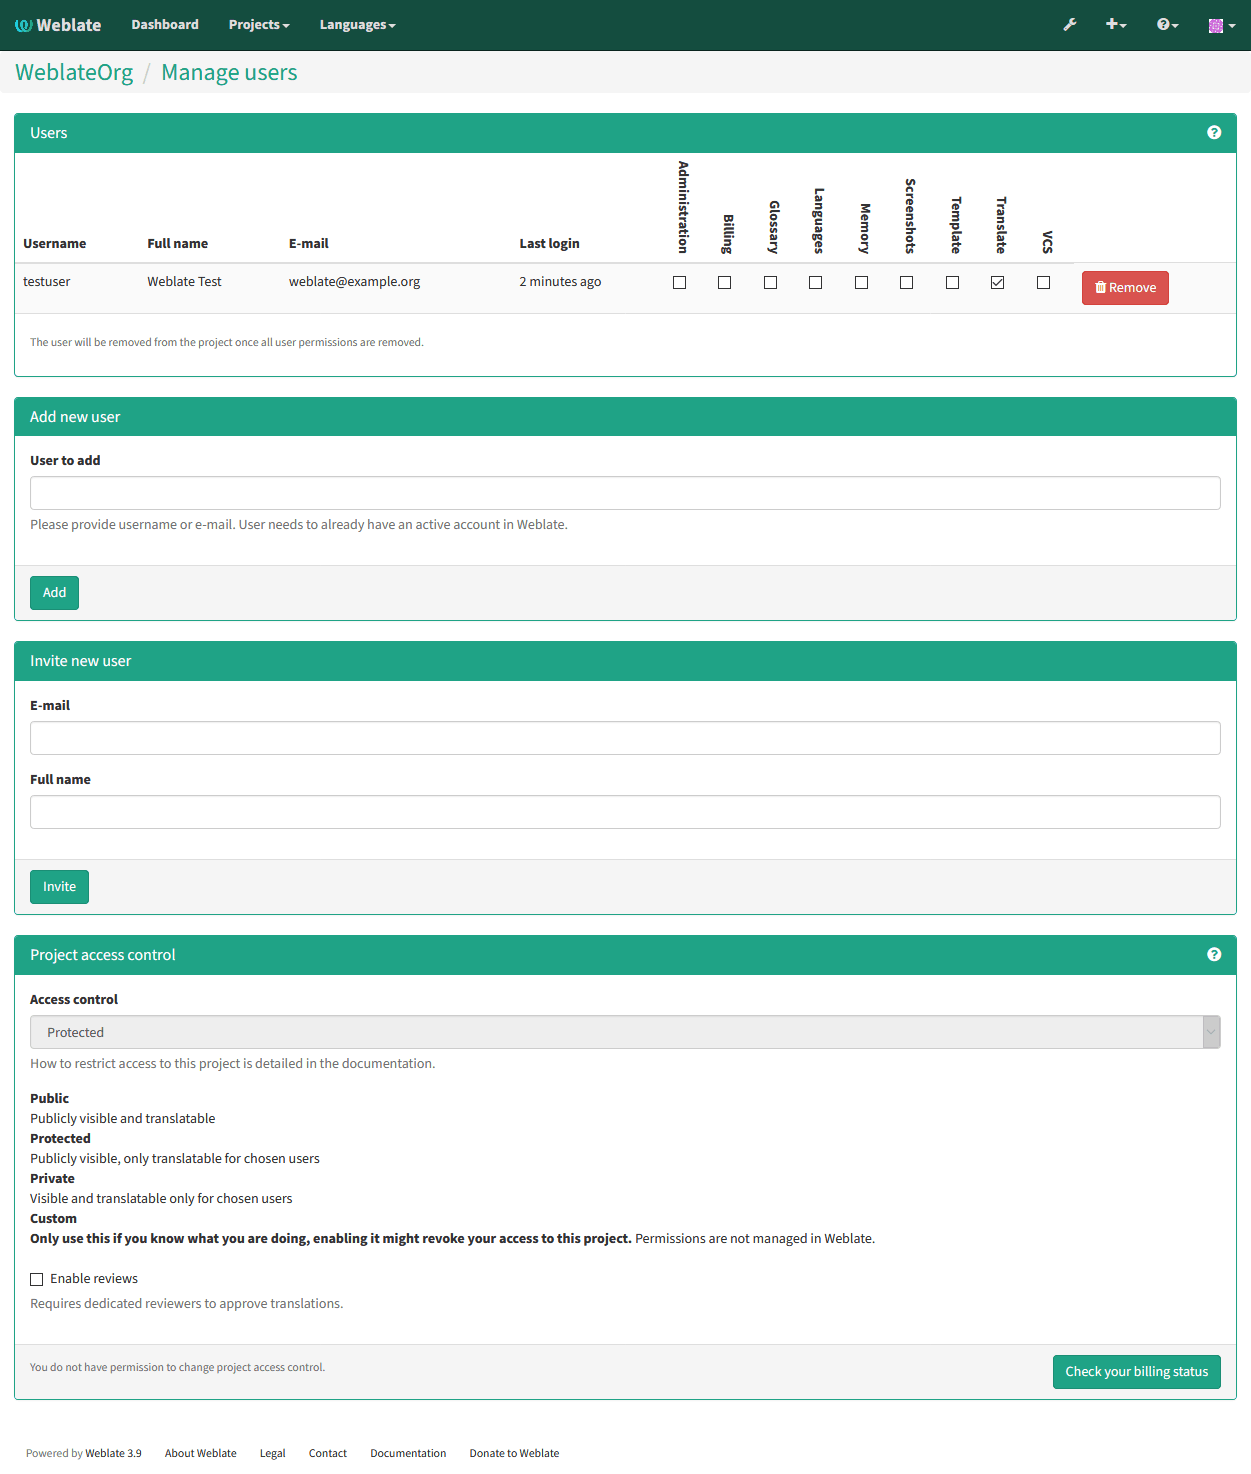 Weblate Dashboard Projects Languages
WeblateOrg / Manage users
Users
Username Full name E-mail Last login Administration Billing Glossary Languages Memory Screenshots Template Translate VCS
testuser Weblate Test weblate@example.org 2 minutes ago Remove
The user will be removed from the project once all user permissions are removed.
Add new user
User to add
Please provide username or e-mail. User needs to already have an active account in Weblate.
Add
Invite new user
E-mail
Full name
Invite
Project access control
Access control
Protected
How to restrict access to this project is detailed in the documentation.
Public
Publicly visible and translatable
Protected
Publicly visible, only translatable for chosen users
Private
Visible and translatable only for chosen users
Custom
Only use this if you know what you are doing, enabling it might revoke your access to this project. Permissions are not managed in Weblate.
Enable reviews
Requires dedicated reviewers to approve translations.
You do not have permission to change project access control. Check your billing status
Powered by Weblate 3.9 About Weblate Legal Contact Documentation Donate to Weblate